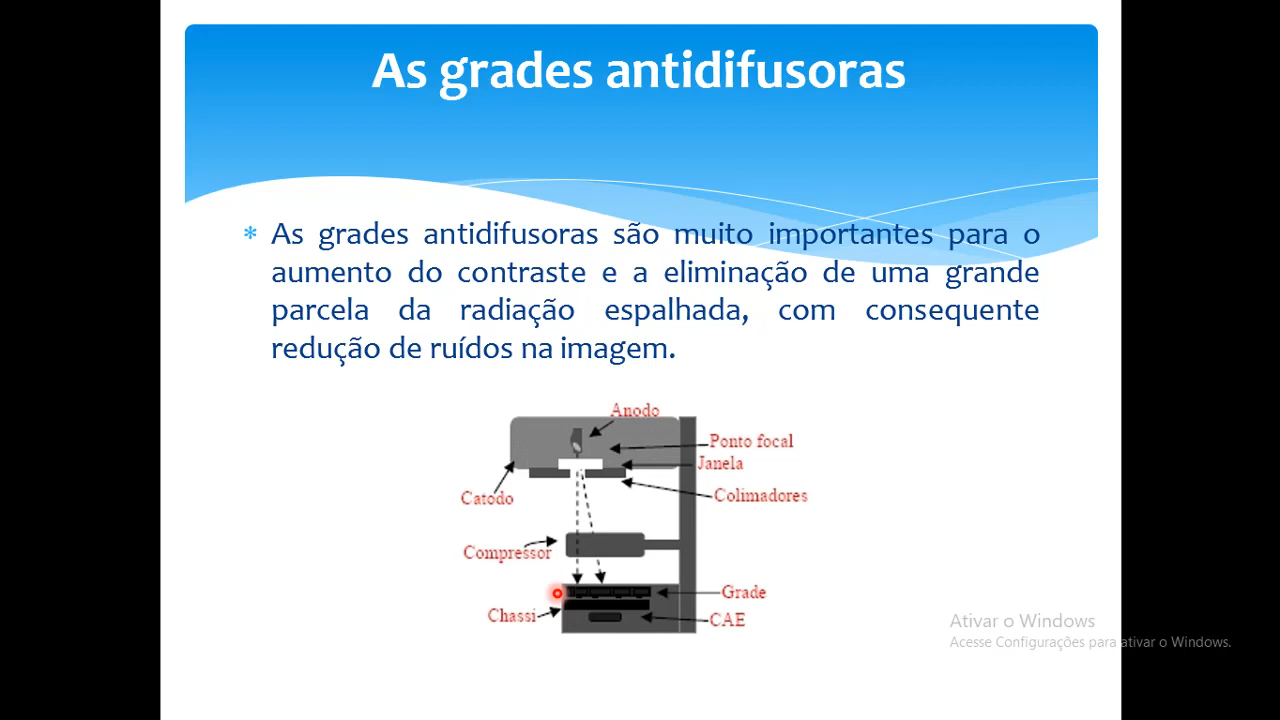 As grades antidifusoras
* As grades antidifusoras são muito importantes para o
aumento do contraste e a eliminação de uma grande
parcela da radiação espalhada, com consequente
redução de ruídos na imagem.
Anodo
Ponto focal
Janela
Catodo
Colimadores
Compressor
Grade
Chassi
CAE
Ativar o Windows
Acesse Configurações para ativar o Windows.